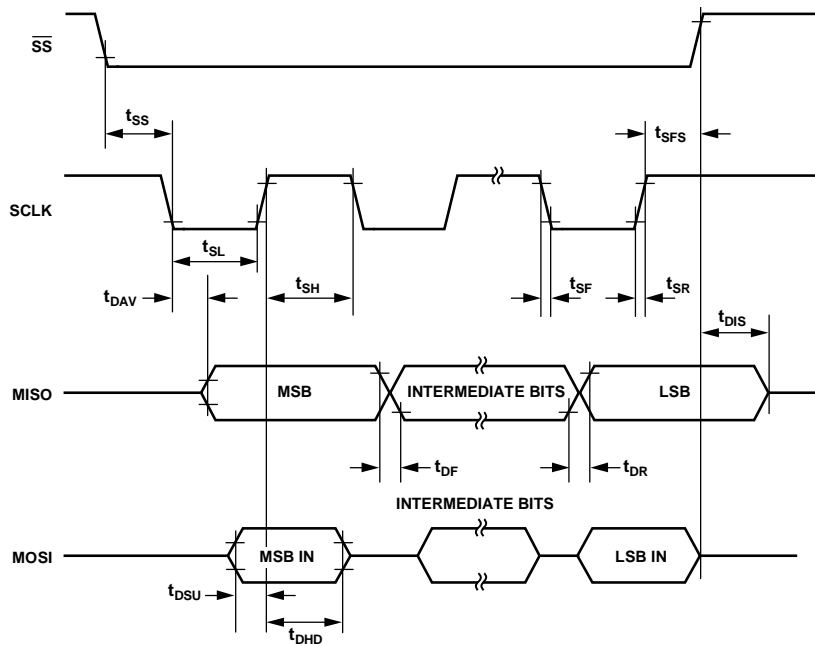 SS
tSS
tSFS
SCLK
tSL
tSH
tSF
tSR
tDAV
tDIS
MISO
MSB
INTERMEDIATE BITS
LSB
tDF
tDR
INTERMEDIATE BITS
MOSI
MSB IN
LSB IN
tDSU
tDHD